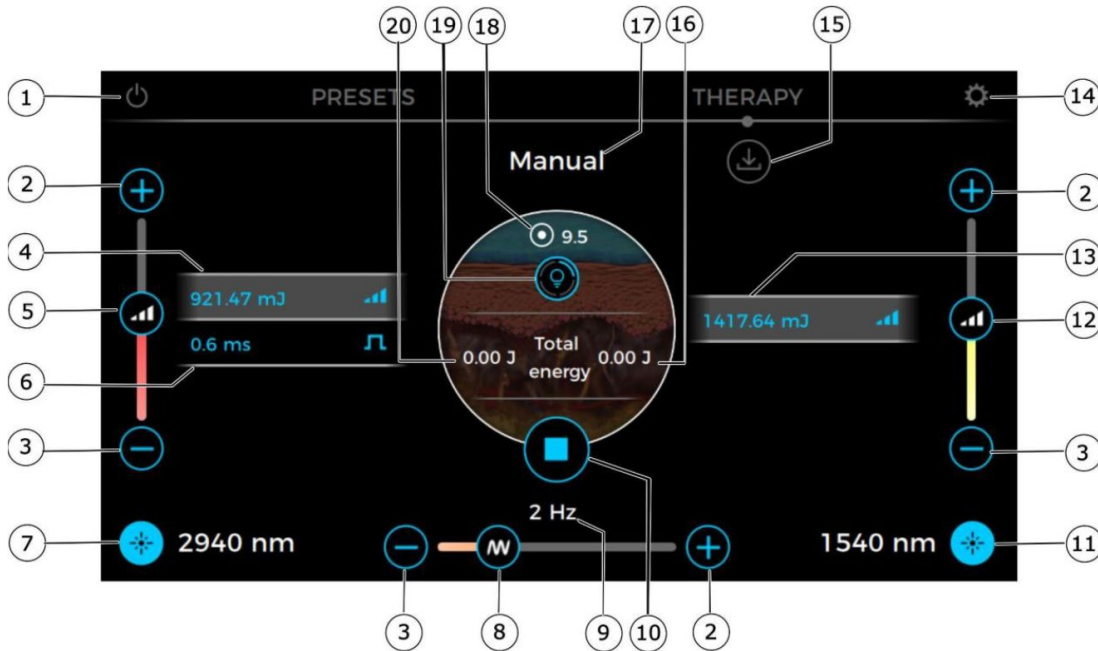 20 19 18 17 16 15
1 PRESETS THERAPY 14
Manual
2 2
9.5
4 13
921.47 mJ
5 1417.64 mJ 12
0.6 ms
0.00 J Total energy 0.00 J
6
3 3
2 Hz
7 2940 nm 1540 nm 11
3 8 9 10 2